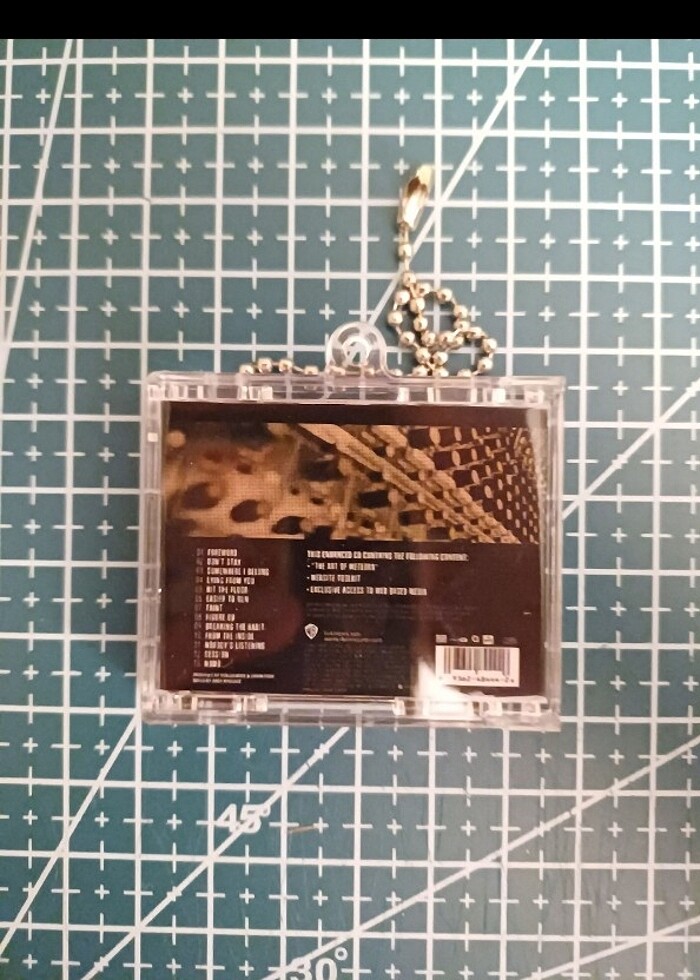 01 FOREWORD
02 DON'T STAY
03 SOMEWHERE I BELONG
04 LYING FROM YOU
05 HIT THE FLOOR
06 EASIER TO RUN
07 FAINT
08 FIGURE.09
09 BREAKING THE HABIT
10 FROM THE INSIDE
11 NOBODY'S LISTENING
12 SESSION
13 NUMB
THIS ENHANCED CD CONTAINS THE FOLLOWING CONTENT:
- "THE ART OF METEORA"
- WEBSITE TOOLKIT
- EXCLUSIVE ACCESS TO WEB BASED MEDIA
9362-48444-2
45°
30°